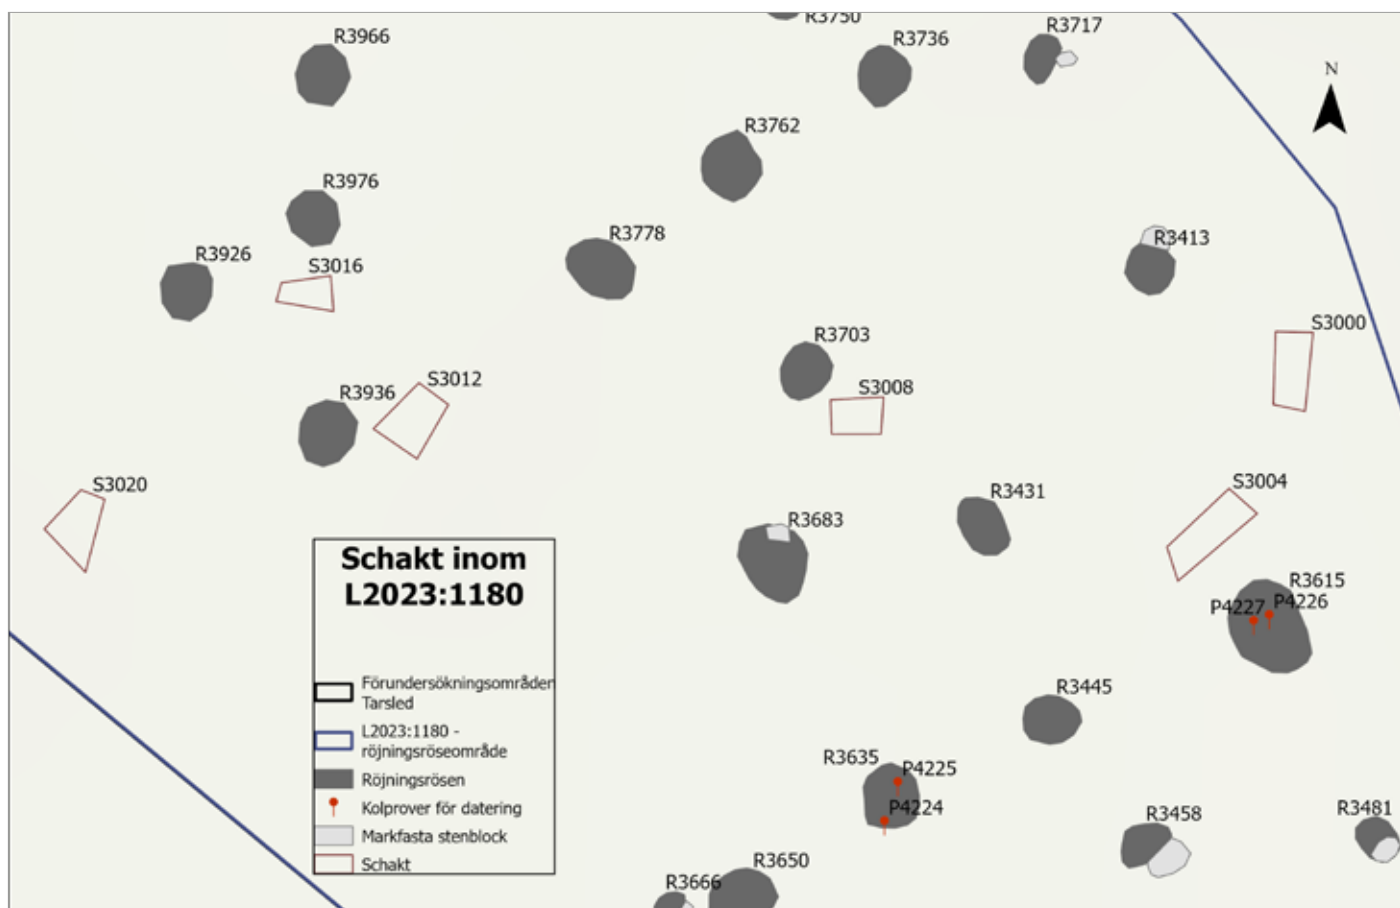 R3750
R3717
R3966
R3736
N
R3762
R3976
R3778
R3413
R3926
S3016
S3000
R3703
S3012
S3008
R3936
S3004
S3020
R3431
R3683
Schakt inom
L2023:1180
R3615
P4227
P4226
Förundersökningsområden
Tarsled
R3445
L2023:1180 -
röjningsröseområde
R3635
P4225
Röjningsrösen
Kolprover för datering
P4224
R3481
R3458
Markfasta stenblock
Schakt
R3650
R3666